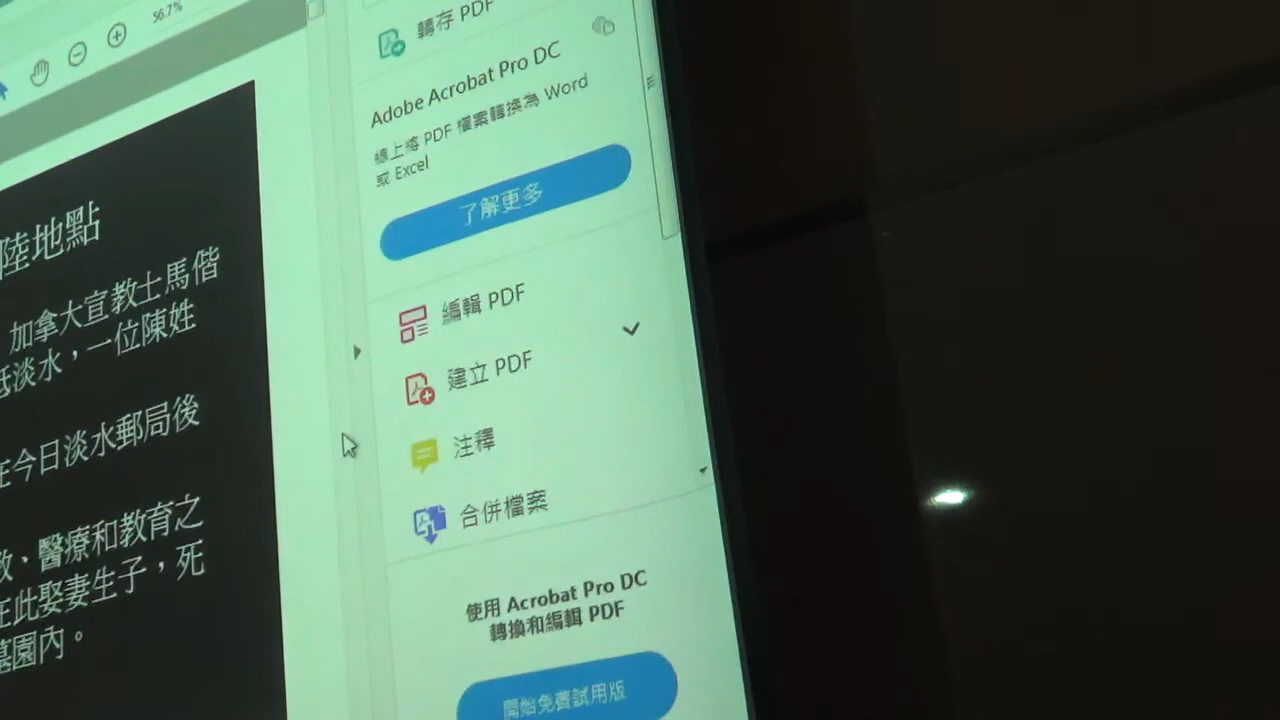 56.7%
轉存 PDF
Adobe Acrobat Pro DC
線上將 PDF 檔案轉換為 Word
或 Excel
了解更多
編輯 PDF
建立 PDF
注釋
合併檔案
使用 Acrobat Pro DC
轉換和編輯 PDF
開始免費試用版
陸地點
加拿大宣教士馬偕
抵淡水，一位陳姓
在今日淡水郵局後
教、醫療和教育之
在此娶妻生子，死
墓園內。